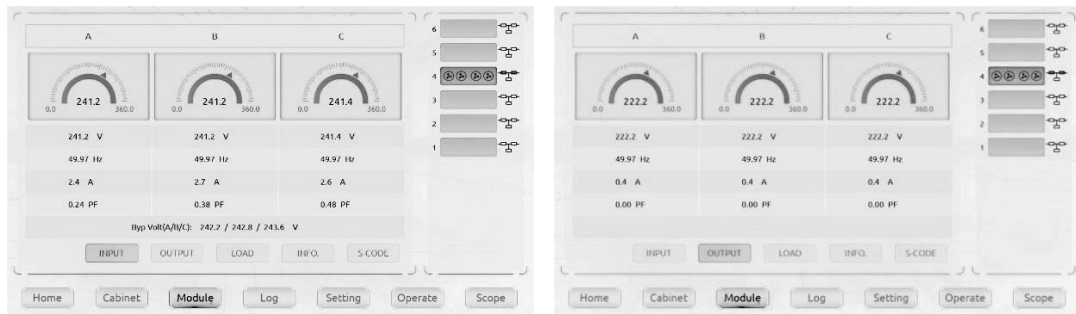 A B C
241.2 241.2 241.4
0.0 360.0 0.0 360.0 0.0 360.0
241.2 V 241.2 V 241.4 V
49.97 Hz 49.97 Hz 49.97 Hz
2.4 A 2.7 A 2.6 A
0.24 PF 0.38 PF 0.48 PF
Byp Volt(A/B/C): 242.2 / 242.8 / 243.6 V
INPUT OUTPUT LOAD INFO. S-CODE
6
5
4
3
2
1
Home Cabinet Module Log Setting Operate Scope
A B C
222.2 222.2 222.2
0.0 360.0 0.0 360.0 0.0 360.0
222.2 V 222.2 V 222.2 V
49.97 Hz 49.97 Hz 49.97 Hz
0.4 A 0.4 A 0.4 A
0.00 PF 0.00 PF 0.00 PF
INPUT OUTPUT LOAD INFO. S-CODE
6
5
4
3
2
1
Home Cabinet Module Log Setting Operate Scope